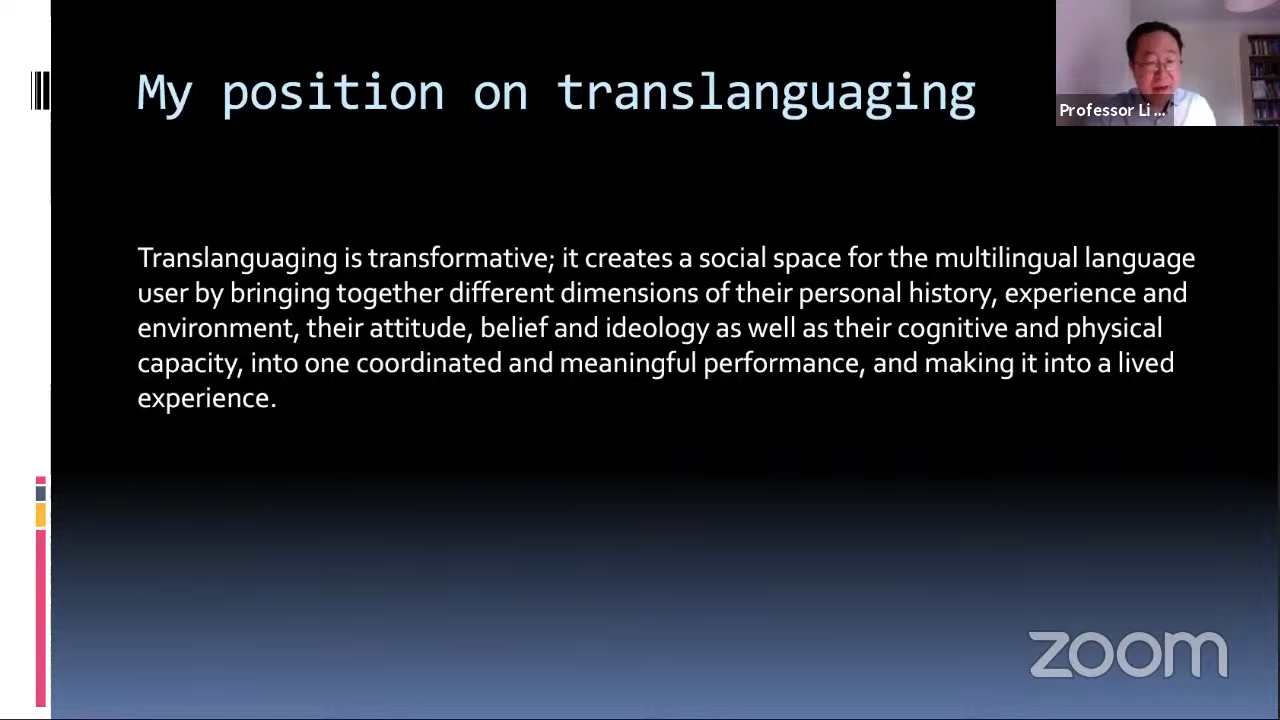 My position on translanguaging
Professor Li ...
Translanguaging is transformative; it creates a social space for the multilingual language
user by bringing together different dimensions of their personal history, experience and
environment, their attitude, belief and ideology as well as their cognitive and physical
capacity, into one coordinated and meaningful performance, and making it into a lived
experience.
zoom